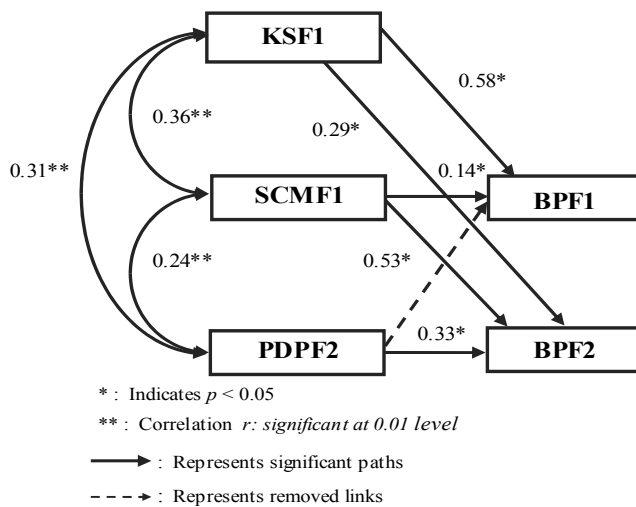 KSF1
0.58*
0.36**
0.29*
0.31**
0.14*
SCMF1
BPF1
0.24**
0.53*
0.33*
PDPF2
BPF2
* : Indicates p < 0.05
** : Correlation r: significant at 0.01 level
: Represents significant paths
: Represents removed links